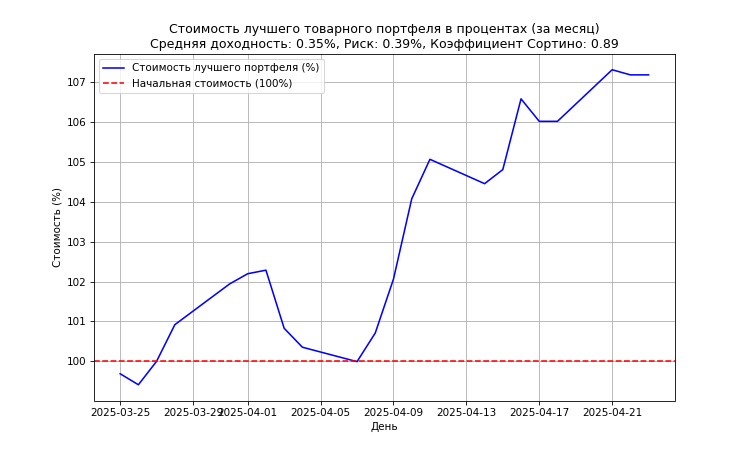 Стоимость лучшего товарного портфеля в процентах (за месяц)
Средняя доходность: 0.35%, Риск: 0.39%, Коэффициент Сортино: 0.89
Стоимость лучшего портфеля (%)
Начальная стоимость (100%)
107
106
105
104
103
102
101
100
Стоимость (%)
2025-03-25 2025-03-29 2025-04-01 2025-04-05 2025-04-09 2025-04-13 2025-04-17 2025-04-21
День